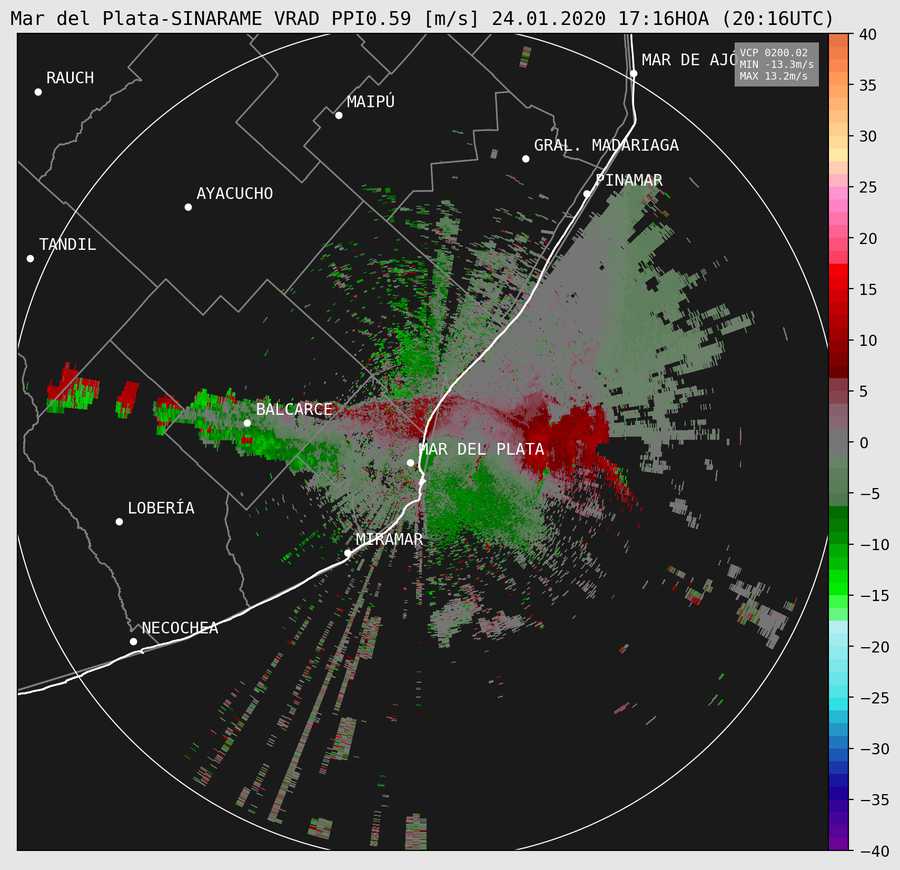 Mar del Plata-SINARAME VRAD PPI0.59 [m/s] 24.01.2020 17:16HOA (20:16UTC)
MAR DE AJÓ
VCP 0200.02
MIN -13.3m/s
MAX 13.2m/s
RAUCH
MAIPÚ
GRAL. MADARIAGA
PINAMAR
AYACUCHO
TANDIL
BALCARCE
MAR DEL PLATA
LOBERÍA
MIRAMAR
NECOCHEA
40
35
30
25
20
15
10
5
0
−5
−10
−15
−20
−25
−30
−35
−40